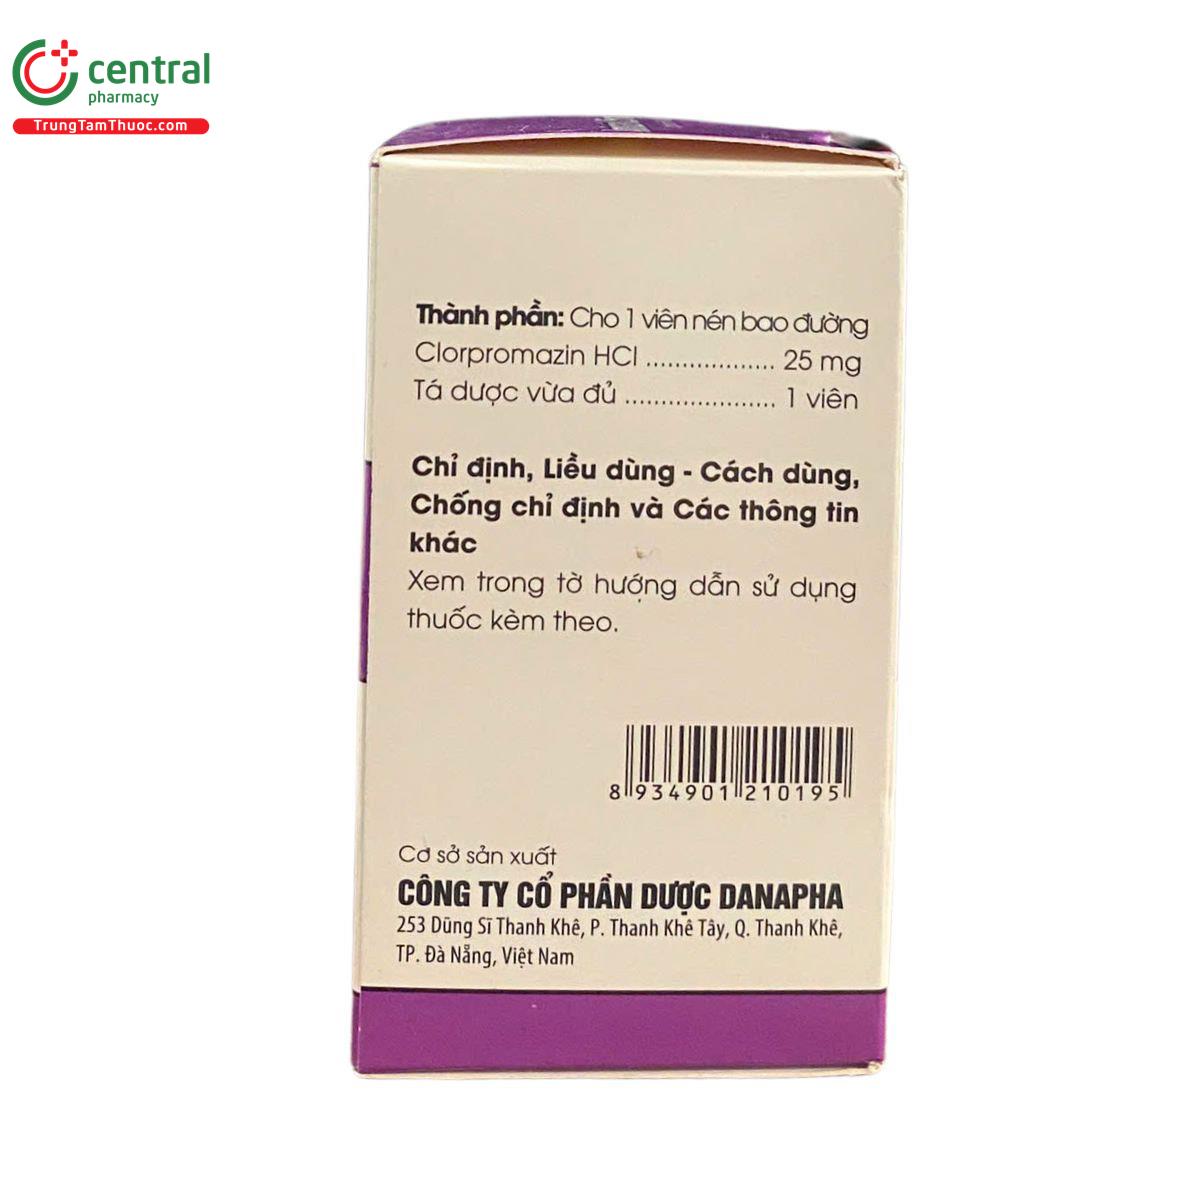 central
pharmacy
TrungTamThuoc.com
Thành phần: Cho 1 viên nén bao đường
Clorpromazin HCl .................. 25 mg
Tá dược vừa đủ ..................... 1 viên
Chỉ định, Liều dùng - Cách dùng,
Chống chỉ định và Các thông tin
khác
Xem trong tờ hướng dẫn sử dụng
thuốc kèm theo.
8 934901 210195
Cơ sở sản xuất
CÔNG TY CỔ PHẦN DƯỢC DANAPHA
253 Dũng Sĩ Thanh Khê, P. Thanh Khê Tây, Q. Thanh Khê,
TP. Đà Nẵng, Việt Nam